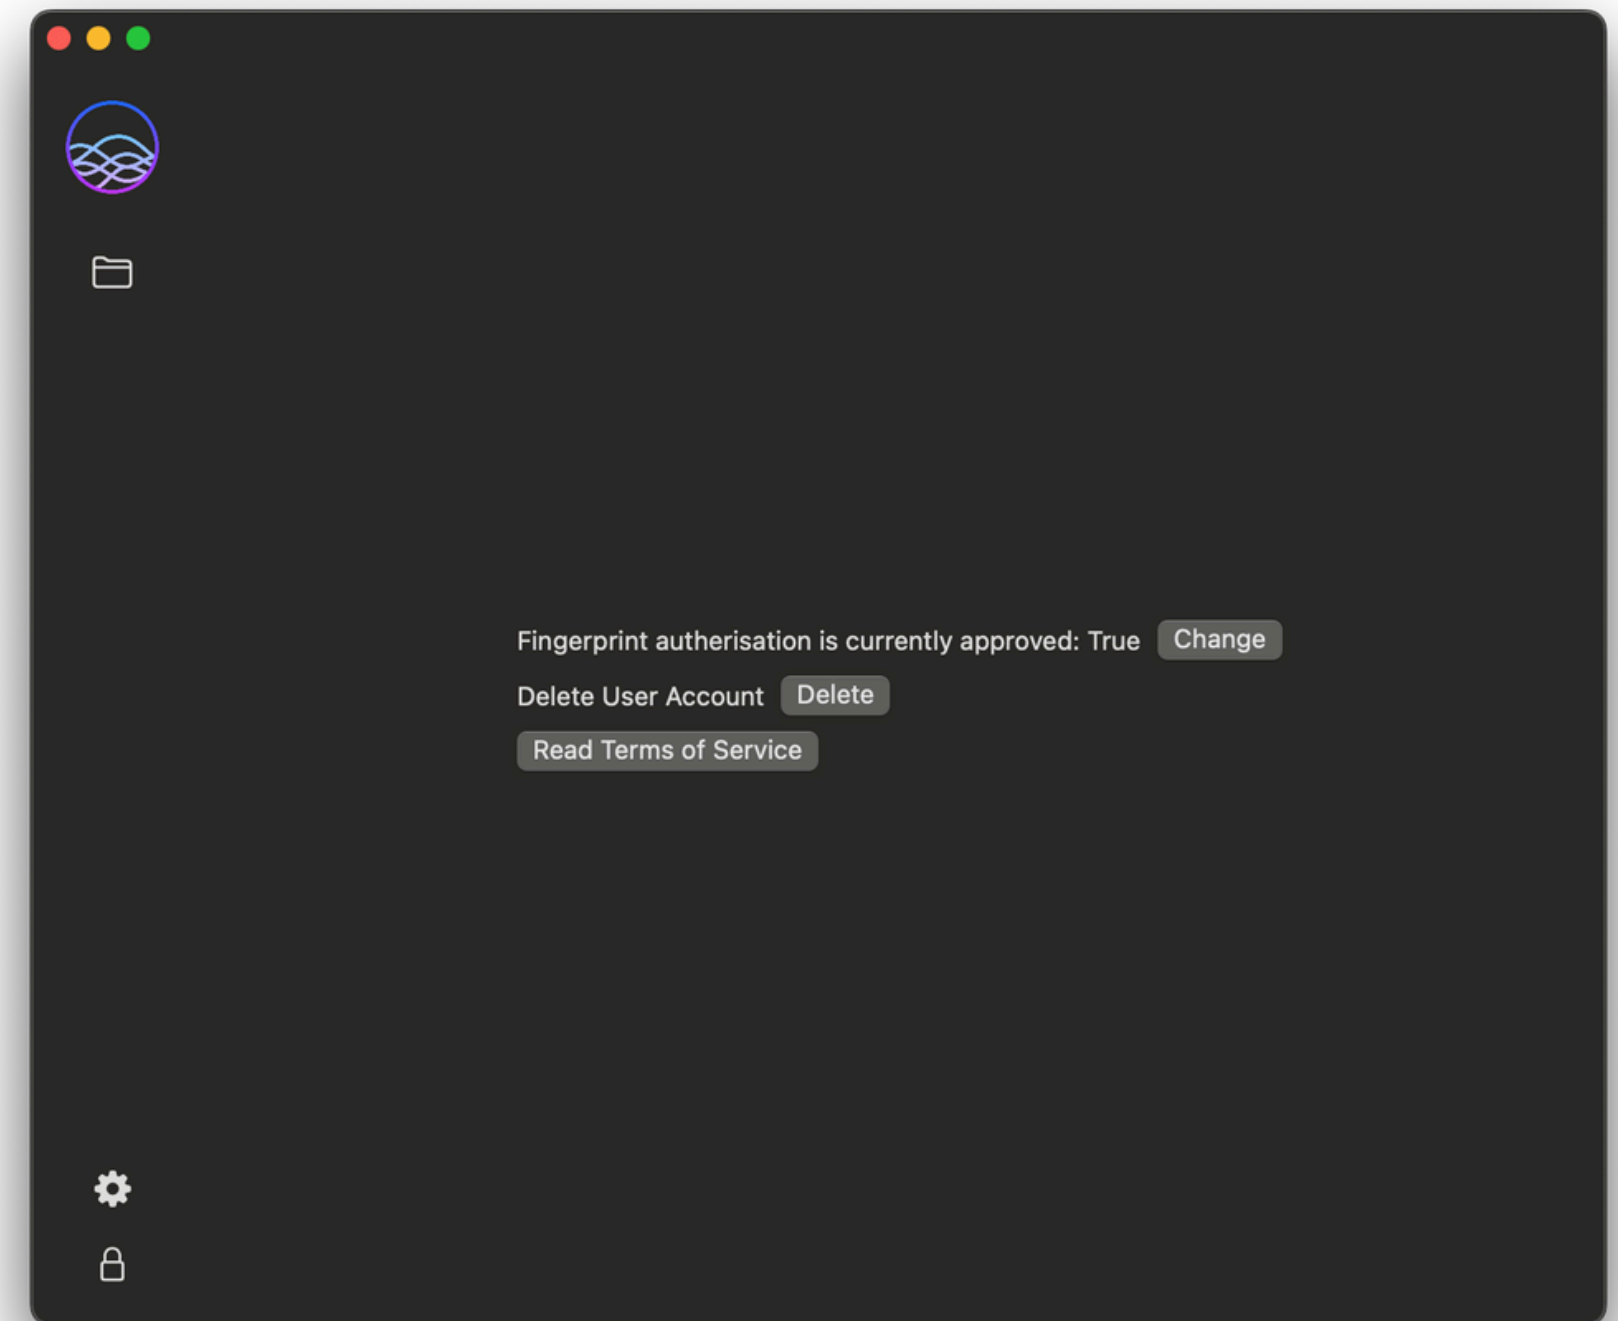 Fingerprint autherisation is currently approved: True Change
Delete User Account Delete
Read Terms of Service